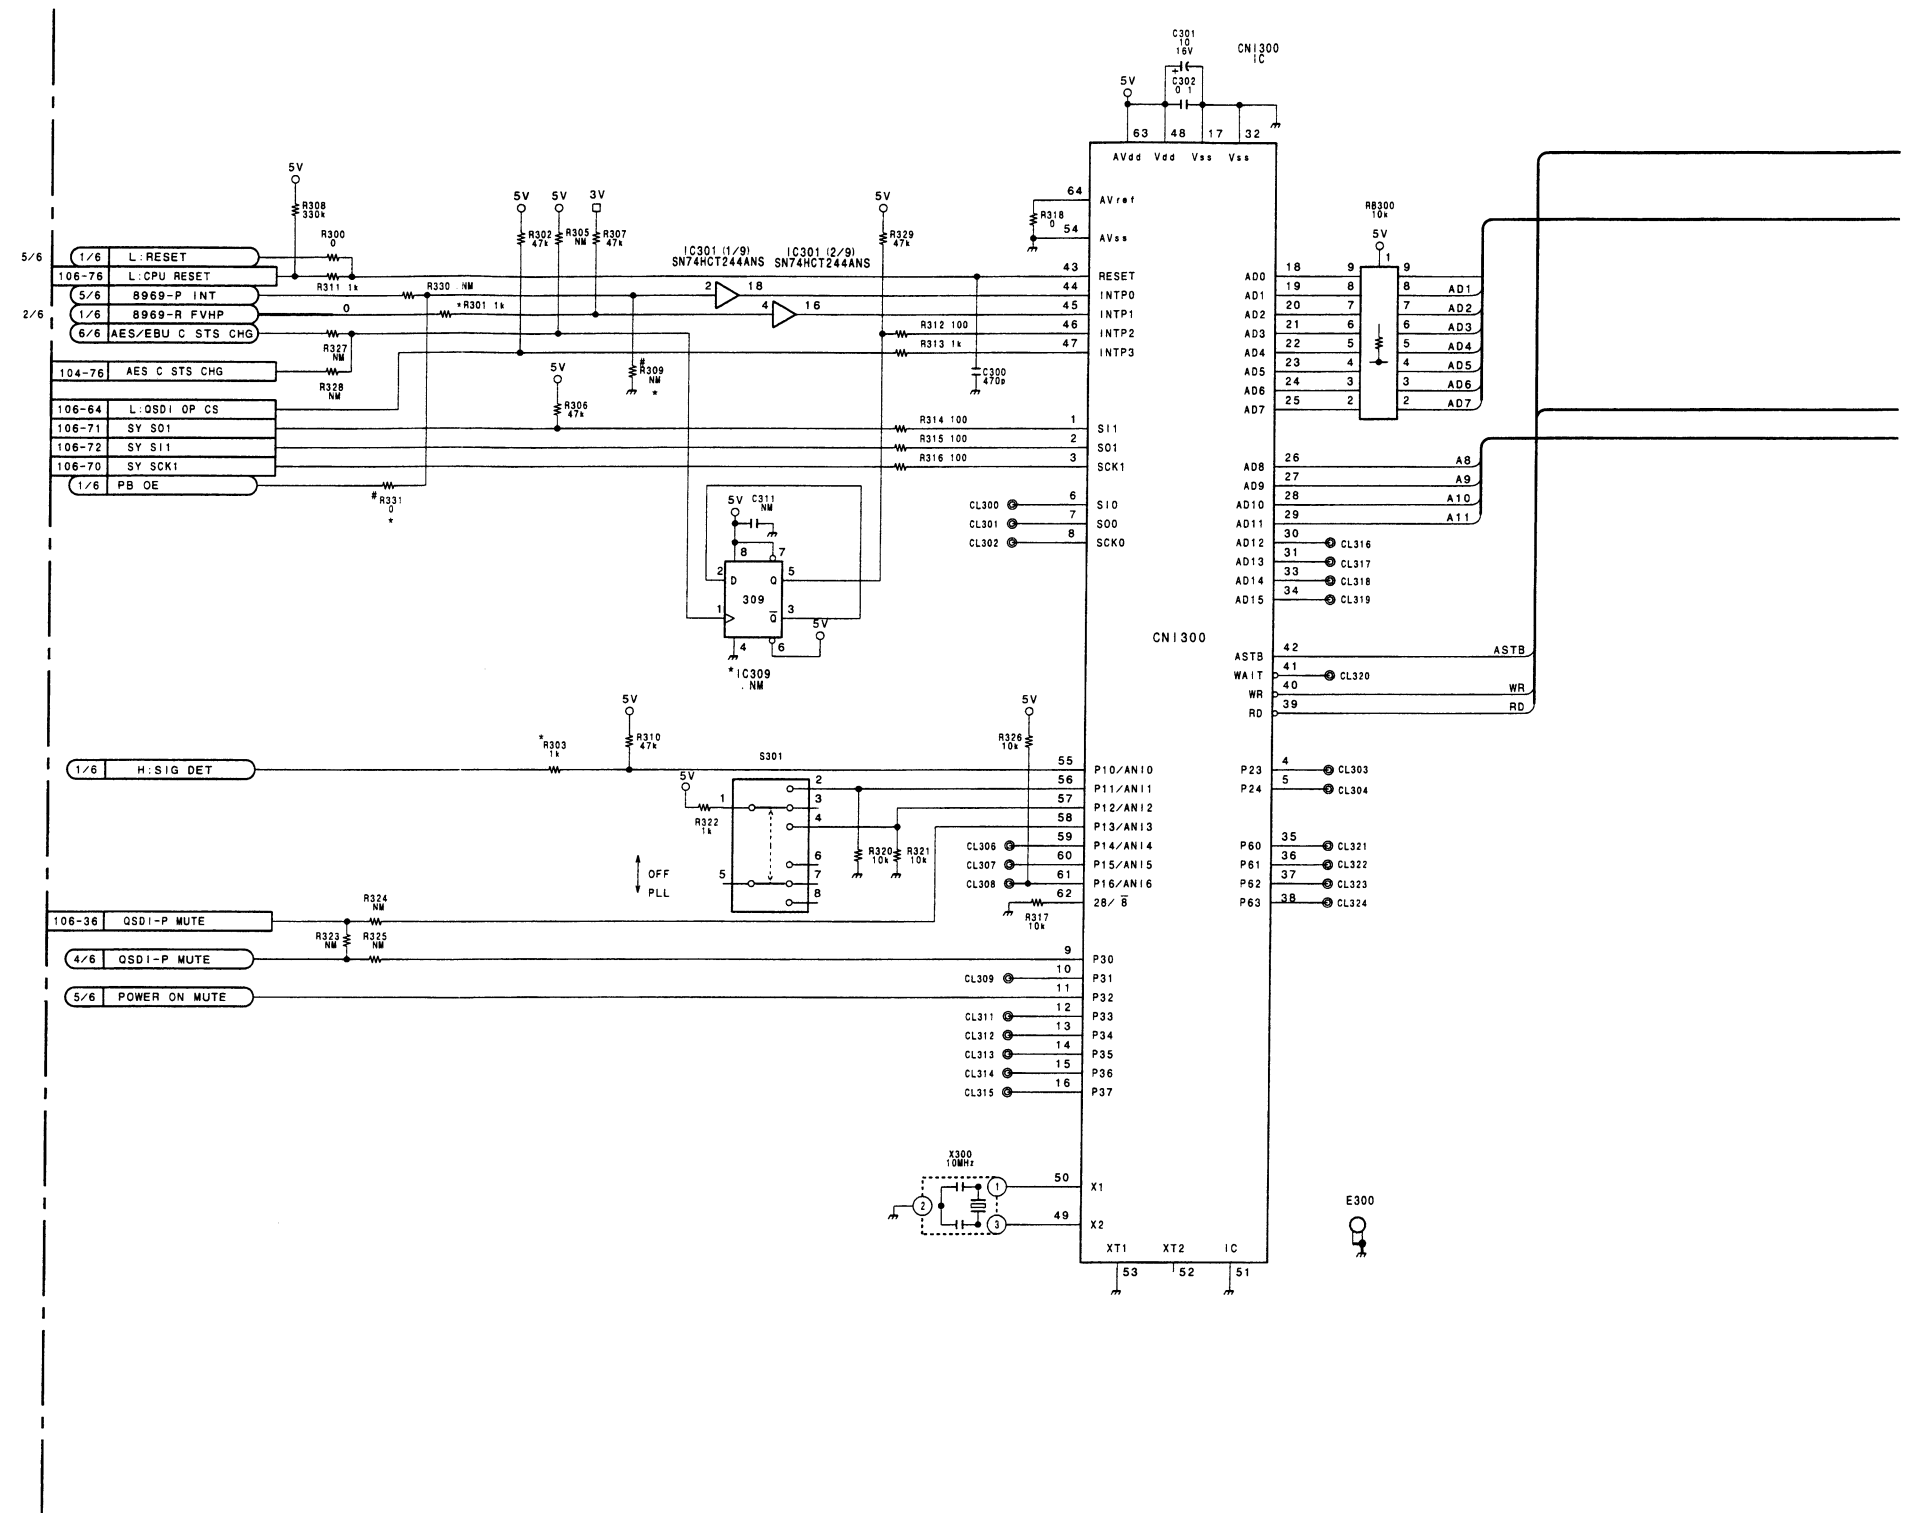 C301
10
16V
CN1300
IC
5V
C302
0 1
63 48 17 32
AVdd Vdd Vss Vss
5V
R308
330k
5V 5V 3V
R302
47k
R305
NM
R307
47k
5V
R329
47k
64
AVref
R318
0
54
AVss
RB300
10k
5V
1
R300
0
IC301 (1/9)
SN74HCT244ANS
IC301 (2/9)
SN74HCT244ANS
5/6
1/6 L:RESET
106-76 L:CPU RESET
R311 1k
43
RESET
5/6 8969-P INT
R330 NM
2 18
44
INTP0
2/6
1/6 8969-R FVHP
0
*R301 1k
4 16
45
INTP1
6/6 AES/EBU C STS CHG
R327
NM
R312 100
46
INTP2
R313 1k
47
INTP3
104-76 AES C STS CHG
R328
NM
5V
R306
47k
#
R309
NM
*
C300
470p
106-64 L:QSDI OP CS
106-71 SY SO1
R314 100
1
SI1
106-72 SY SI1
R315 100
2
SO1
106-70 SY SCK1
R316 100
3
SCK1
1/6 PB OE
# R331
0
*
AD0 18 9 9
AD1 19 8 8 AD1
AD2 20 7 7 AD2
AD3 21 6 6 AD3
AD4 22 5 5 AD4
AD5 23 4 4 AD5
AD6 24 3 3 AD6
AD7 25 2 2 AD7
AD8 26 A8
AD9 27 A9
AD10 28 A10
AD11 29 A11
AD12 30 CL316
AD13 31 CL317
AD14 33 CL318
AD15 34 CL319
CL300 6 SI0
CL301 7 SO0
CL302 8 SCK0
5V
C311
NM
8 7
2 D Q 5
309
1 Q 3
4 6
5V
*IC309
. NM
CN1300
ASTB 42 ASTB
WAIT 41 CL320
WR 40 WR
RD 39 RD
5V
R310
47k
5V
R326
10k
1/6 H:SIG DET
*
R303
1k
55
P10/ANI0
S301
5V
R322
1k
1 2 3 4
5 6 7 8
56
P11/ANI1
57
P12/ANI2
58
P13/ANI3
R320
10k
R321
10k
OFF
PLL
CL306 59 P14/ANI4
CL307 60 P15/ANI5
CL308 61 P16/ANI6
62 28/8
R317
10k
P23 4 CL303
P24 5 CL304
P60 35 CL321
P61 36 CL322
P62 37 CL323
P63 38 CL324
R324
NM
106-36 QSDI-P MUTE
R323
NM
R325
NM
4/6 QSDI-P MUTE
9
P30
CL309 10 P31
5/6 POWER ON MUTE
11
P32
CL311 12 P33
CL312 13 P34
CL313 14 P35
CL314 15 P36
CL315 16 P37
X300
10MHz
1
2
3
50
X1
49
X2
E300
XT1 XT2 IC
53 52 51